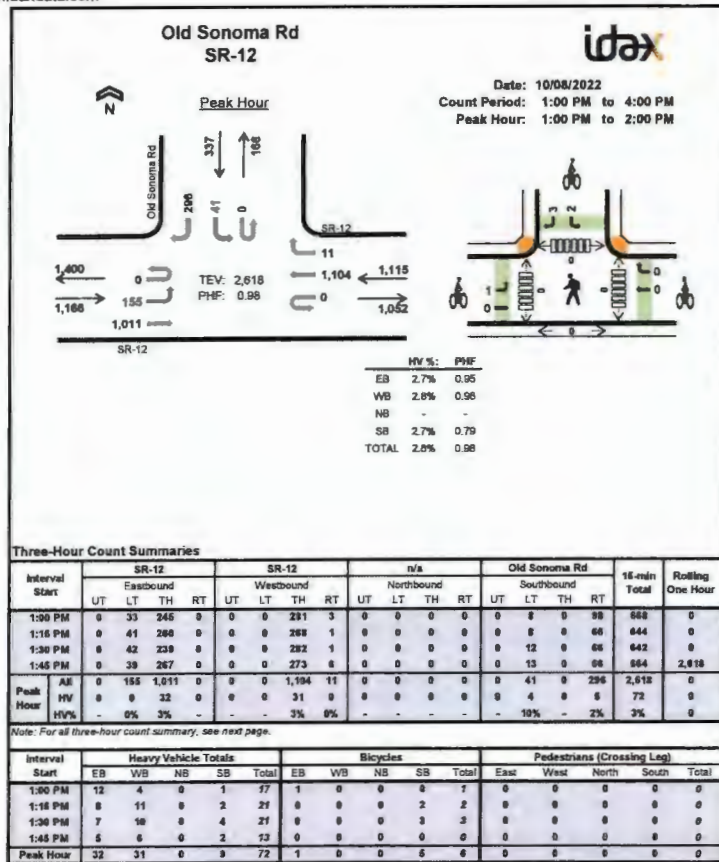 Old Sonoma Rd
SR-12
idax
N
Peak Hour
Date: 10/08/2022
Count Period: 1:00 PM to 4:00 PM
Peak Hour: 1:00 PM to 2:00 PM
Old Sonoma Rd
337
166
296
41
0
SR-12
11
1,104
1,115
0
1,052
1,400
1,166
0
155
1,011
TEV: 2,618
PHF: 0.98
SR-12
3
2
0
1
0
0
0
0
0
0
HV %: PHF
EB 2.7% 0.95
WB 2.8% 0.98
NB - -
SB 2.7% 0.79
TOTAL 2.8% 0.98
Three-Hour Count Summaries
Interval Start SR-12 SR-12 n/a Old Sonoma Rd 15-min Total Rolling One Hour
Eastbound Westbound Northbound Southbound
UT LT TH RT UT LT TH RT UT LT TH RT UT LT TH RT
1:00 PM 0 33 245 0 0 0 281 3 0 0 0 0 0 8 0 98 668 0
1:15 PM 0 41 260 0 0 0 268 1 0 0 0 0 0 8 0 66 644 0
1:30 PM 0 42 239 0 0 0 282 1 0 0 0 0 0 12 0 66 642 0
1:45 PM 0 39 267 0 0 0 273 6 0 0 0 0 0 13 0 66 664 2,618
Peak Hour All 0 155 1,011 0 0 0 1,104 11 0 0 0 0 0 41 0 296 2,618 0
HV 0 0 32 0 0 0 31 0 0 0 0 0 0 4 0 5 72 0
HV% - 0% 3% - - - 3% 0% - - - - - 10% - 2% 3% 0
Note: For all three-hour count summary, see next page.
Interval Start Heavy Vehicle Totals Bicycles Pedestrians (Crossing Leg)
EB WB NB SB Total EB WB NB SB Total East West North South Total
1:00 PM 12 4 0 1 17 1 0 0 0 1 0 0 0 0 0
1:15 PM 8 11 0 2 21 0 0 0 2 2 0 0 0 0 0
1:30 PM 7 10 0 4 21 0 0 0 3 3 0 0 0 0 0
1:45 PM 5 6 0 2 13 0 0 0 0 0 0 0 0 0 0
Peak Hour 32 31 0 9 72 1 0 0 5 6 0 0 0 0 0